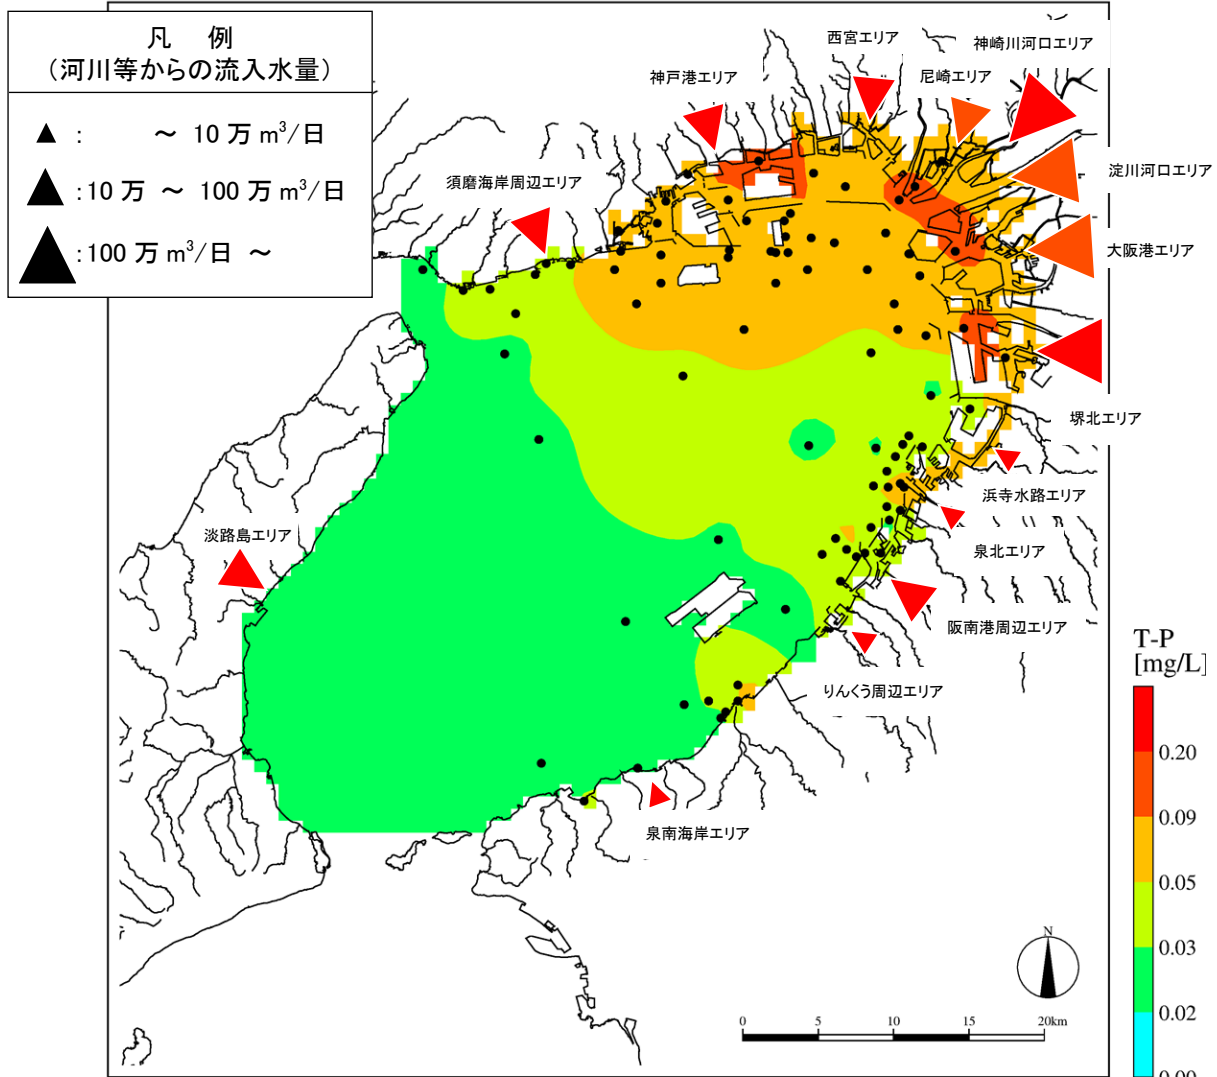 凡 例
（河川等からの流入水量）
: ～ 10 万 m³/日
: 10 万 ～ 100 万 m³/日
: 100 万 m³/日 ～
西宮エリア
神崎川河口エリア
神戸港エリア
尼崎エリア
須磨海岸周辺エリア
淀川河口エリア
大阪港エリア
堺北エリア
浜寺水路エリア
淡路島エリア
泉北エリア
阪南港周辺エリア
りんくう周辺エリア
泉南海岸エリア
T-P
[mg/L]
0.20
0.09
0.05
0.03
0.02
0.00
N
0 5 10 15 20km